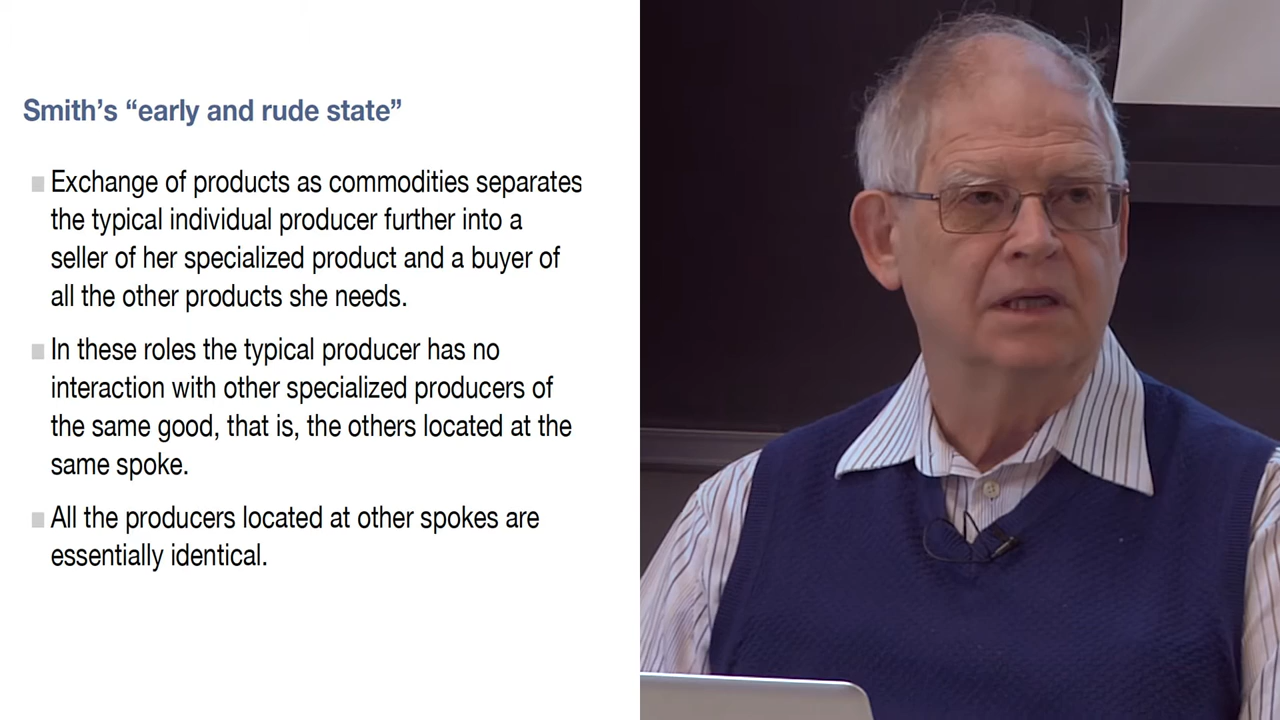 Smith's “early and rude state”
Exchange of products as commodities separates
the typical individual producer further into a
seller of her specialized product and a buyer of
all the other products she needs.
In these roles the typical producer has no
interaction with other specialized producers of
the same good, that is, the others located at the
same spoke.
All the producers located at other spokes are
essentially identical.